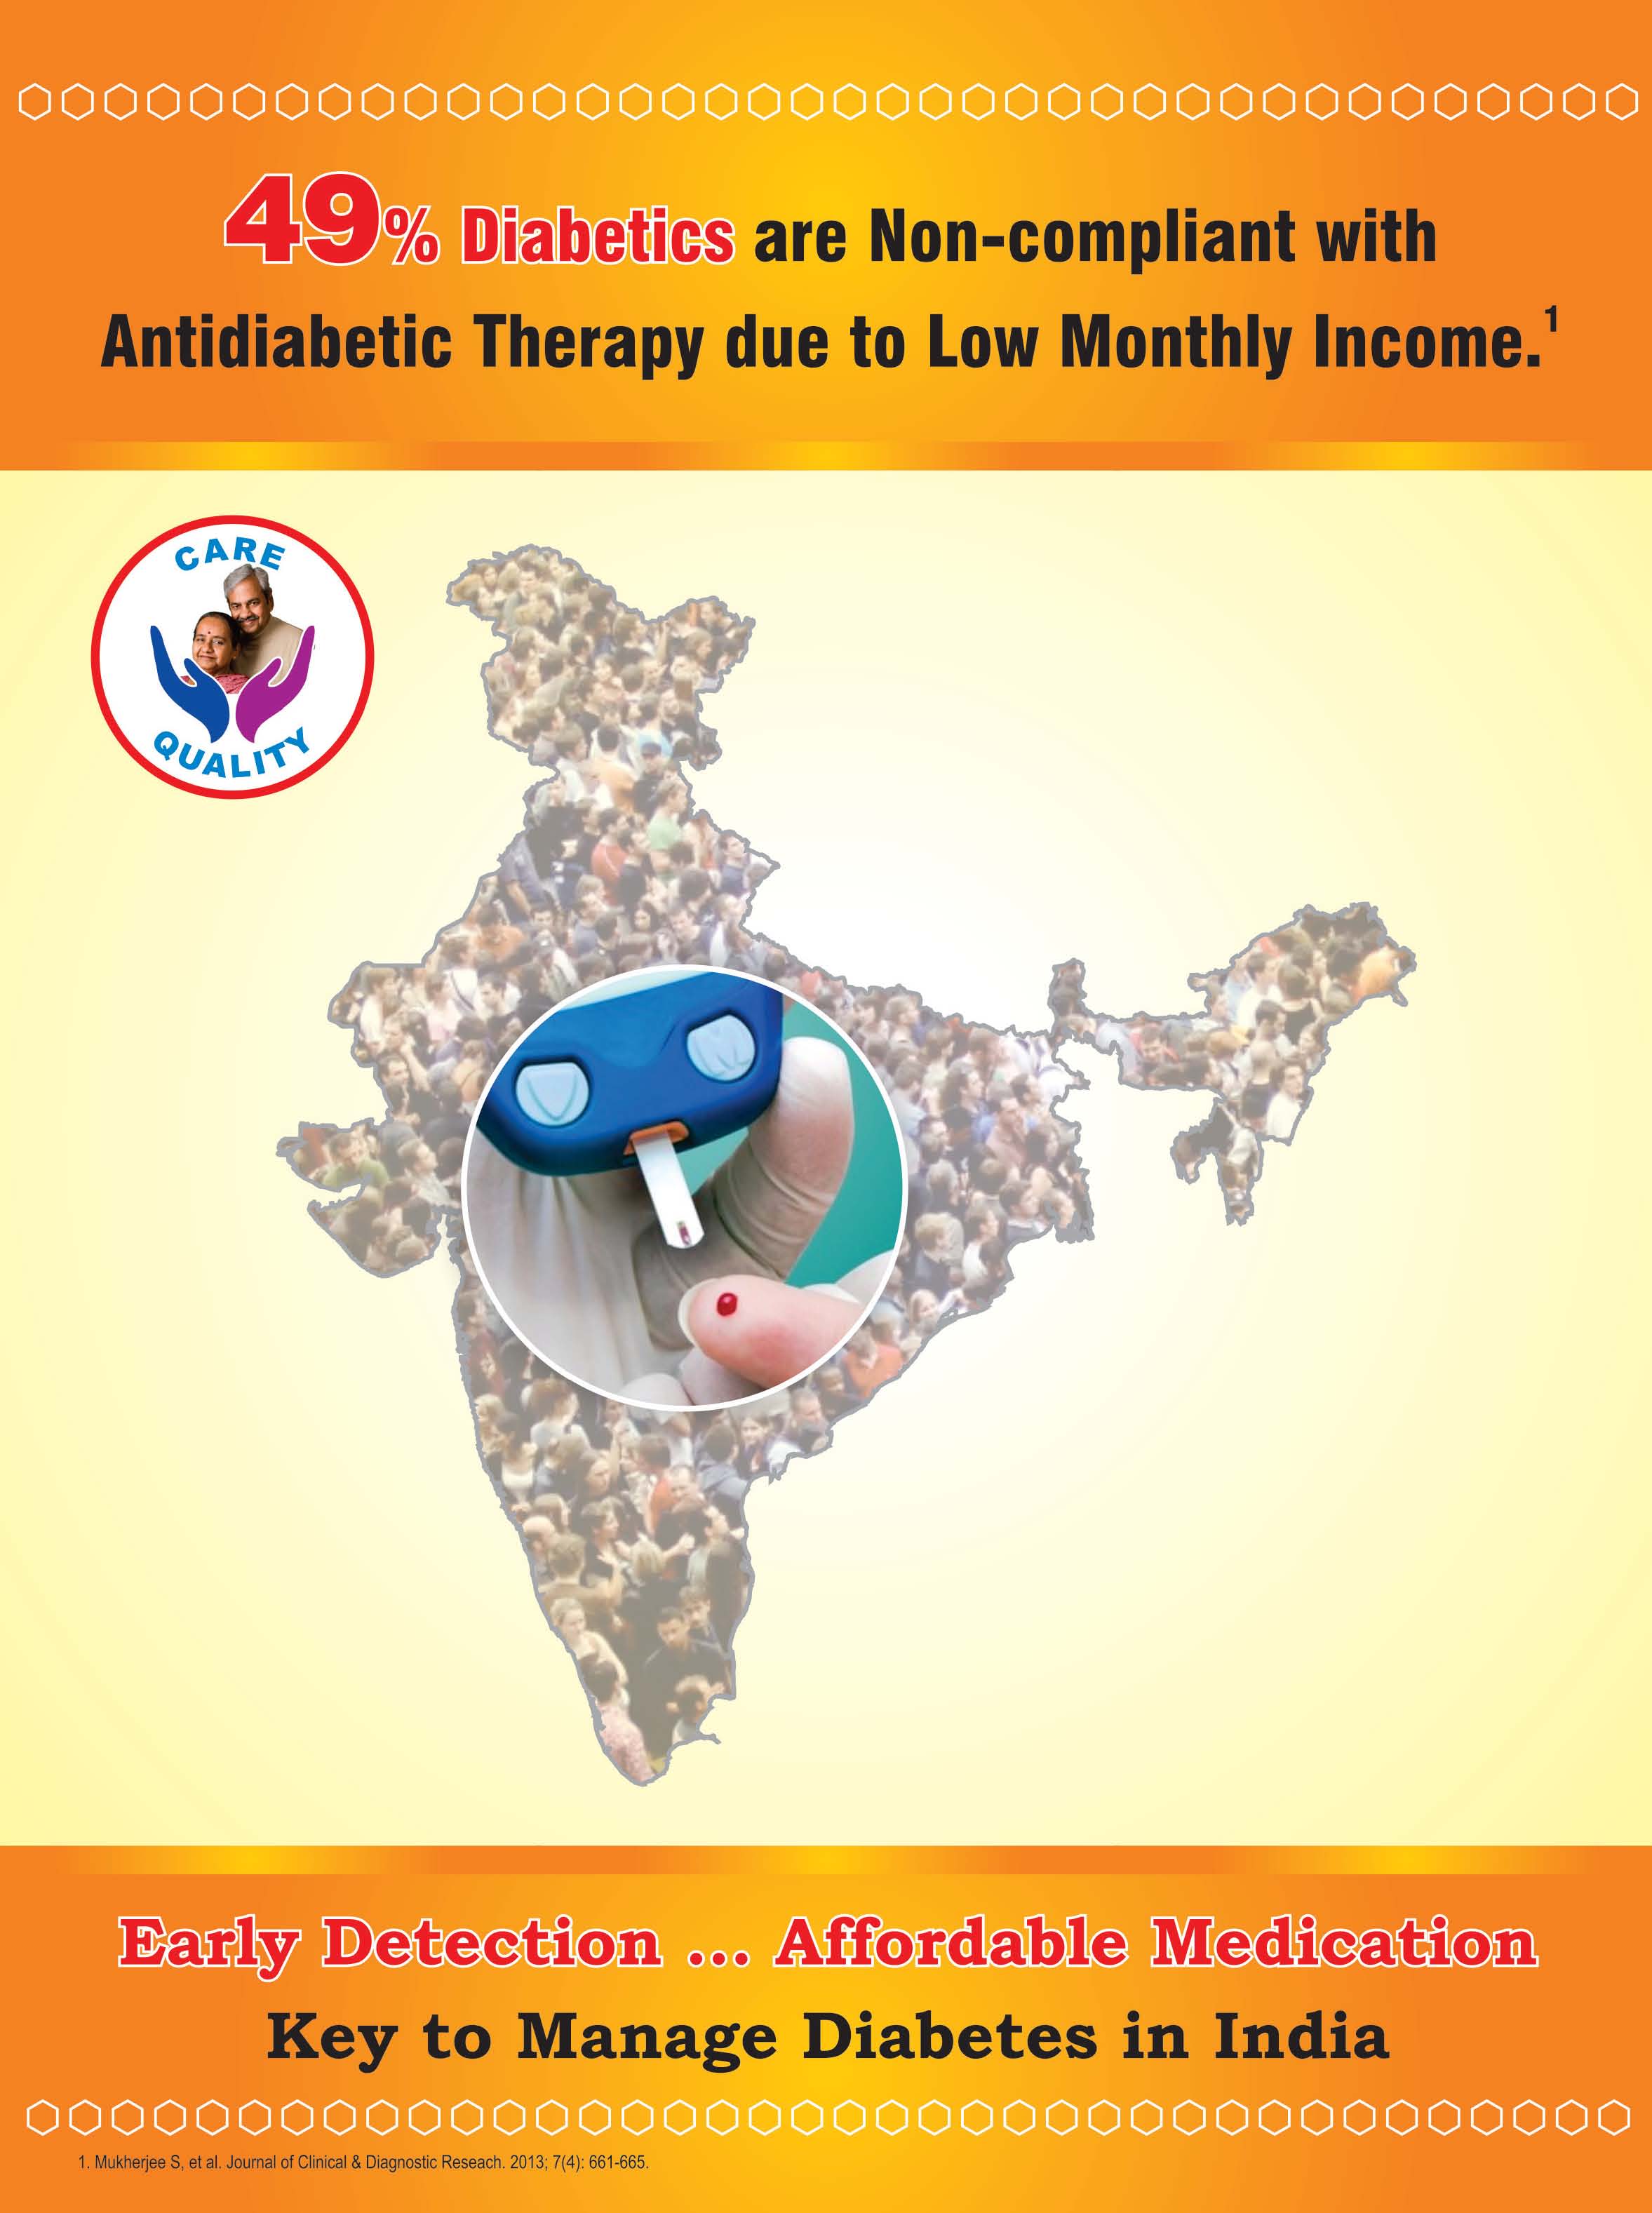 49% Diabetics are Non-compliant with
Antidiabetic Therapy due to Low Monthly Income.1
CARE
QUALITY
Early Detection ... Affordable Medication
Key to Manage Diabetes in India
1. Mukherjee S, et al. Journal of Clinical & Diagnostic Reseach. 2013; 7(4): 661-665.